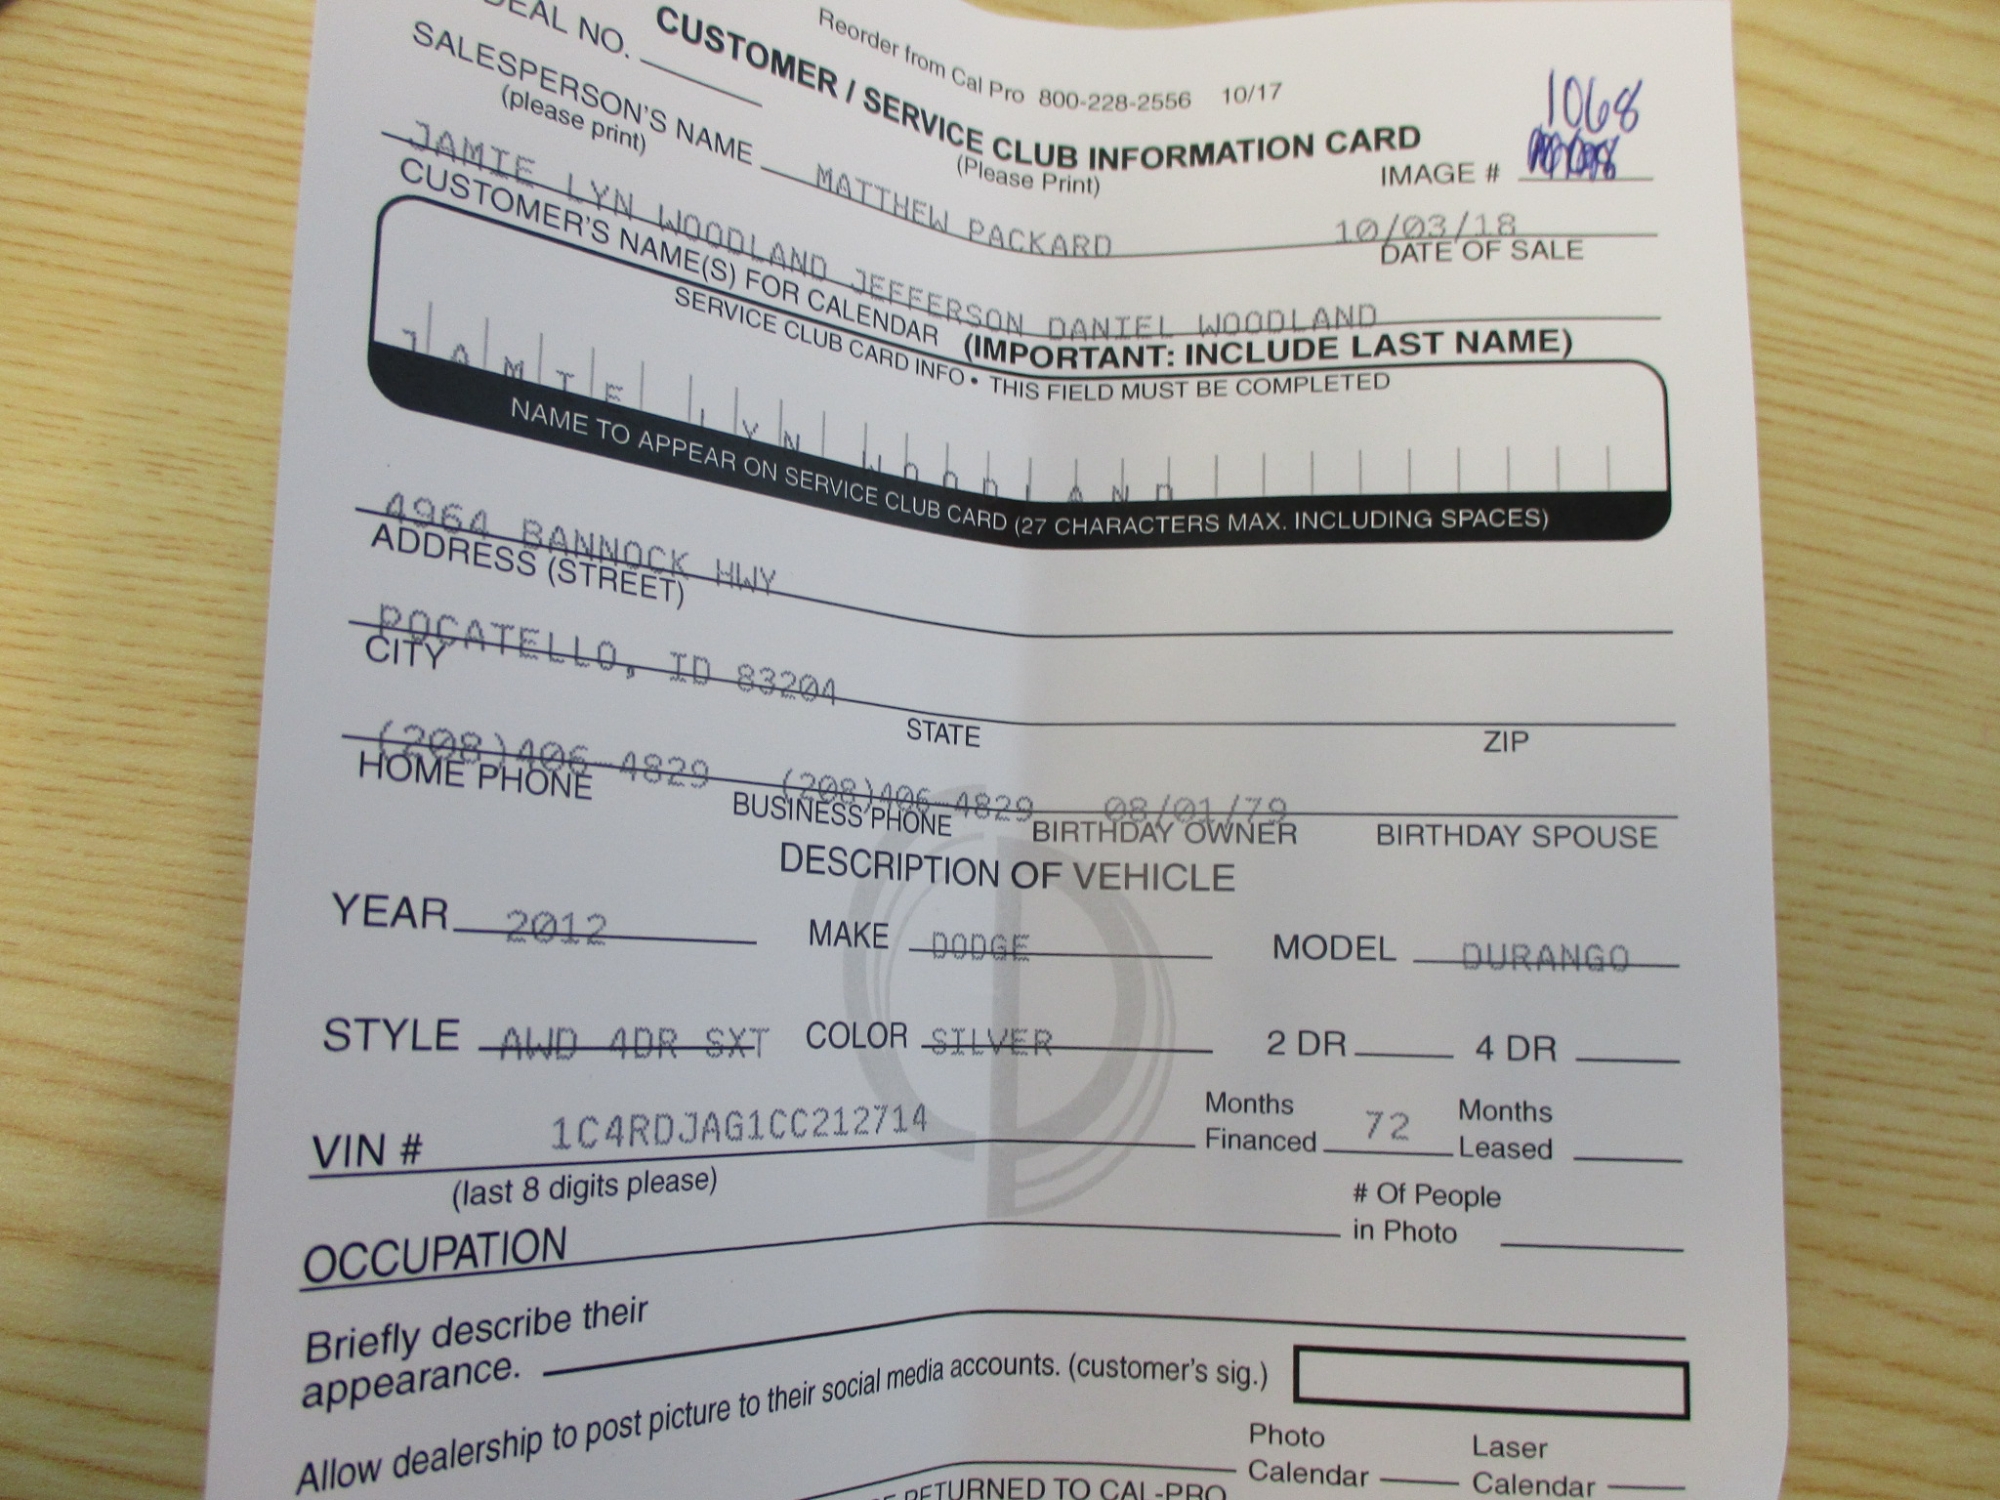 Reorder from Cal Pro 800-228-2556 10/17
DEAL NO.
CUSTOMER / SERVICE CLUB INFORMATION CARD
(Please Print)
1068
IMAGE #
SALESPERSON'S NAME MATTHEW PACKARD
(please print)
10/03/18
DATE OF SALE
JAMIE LYN WOODLAND JEFFERSON DANIEL WOODLAND
CUSTOMER'S NAME(S) FOR CALENDAR (IMPORTANT: INCLUDE LAST NAME)
SERVICE CLUB CARD INFO • THIS FIELD MUST BE COMPLETED
JAMIE LYN WOODLAND
NAME TO APPEAR ON SERVICE CLUB CARD (27 CHARACTERS MAX. INCLUDING SPACES)
4964 BANNOCK HWY
ADDRESS (STREET)
POCATELLO, ID 83204
CITY STATE ZIP
(208)406-4829 (208)406-4829 08/01/79
HOME PHONE BUSINESS PHONE BIRTHDAY OWNER BIRTHDAY SPOUSE
DESCRIPTION OF VEHICLE
YEAR 2012 MAKE DODGE MODEL DURANGO
STYLE AWD 4DR SXT COLOR SILVER 2 DR 4 DR
VIN # 1C4RDJAG1CC212714
(last 8 digits please)
Months Financed 72 Months Leased
OCCUPATION
# Of People
in Photo
Briefly describe their
appearance.
Allow dealership to post picture to their social media accounts. (customer's sig.)
Photo
Calendar
Laser
Calendar
RETURNED TO CAL-PRO